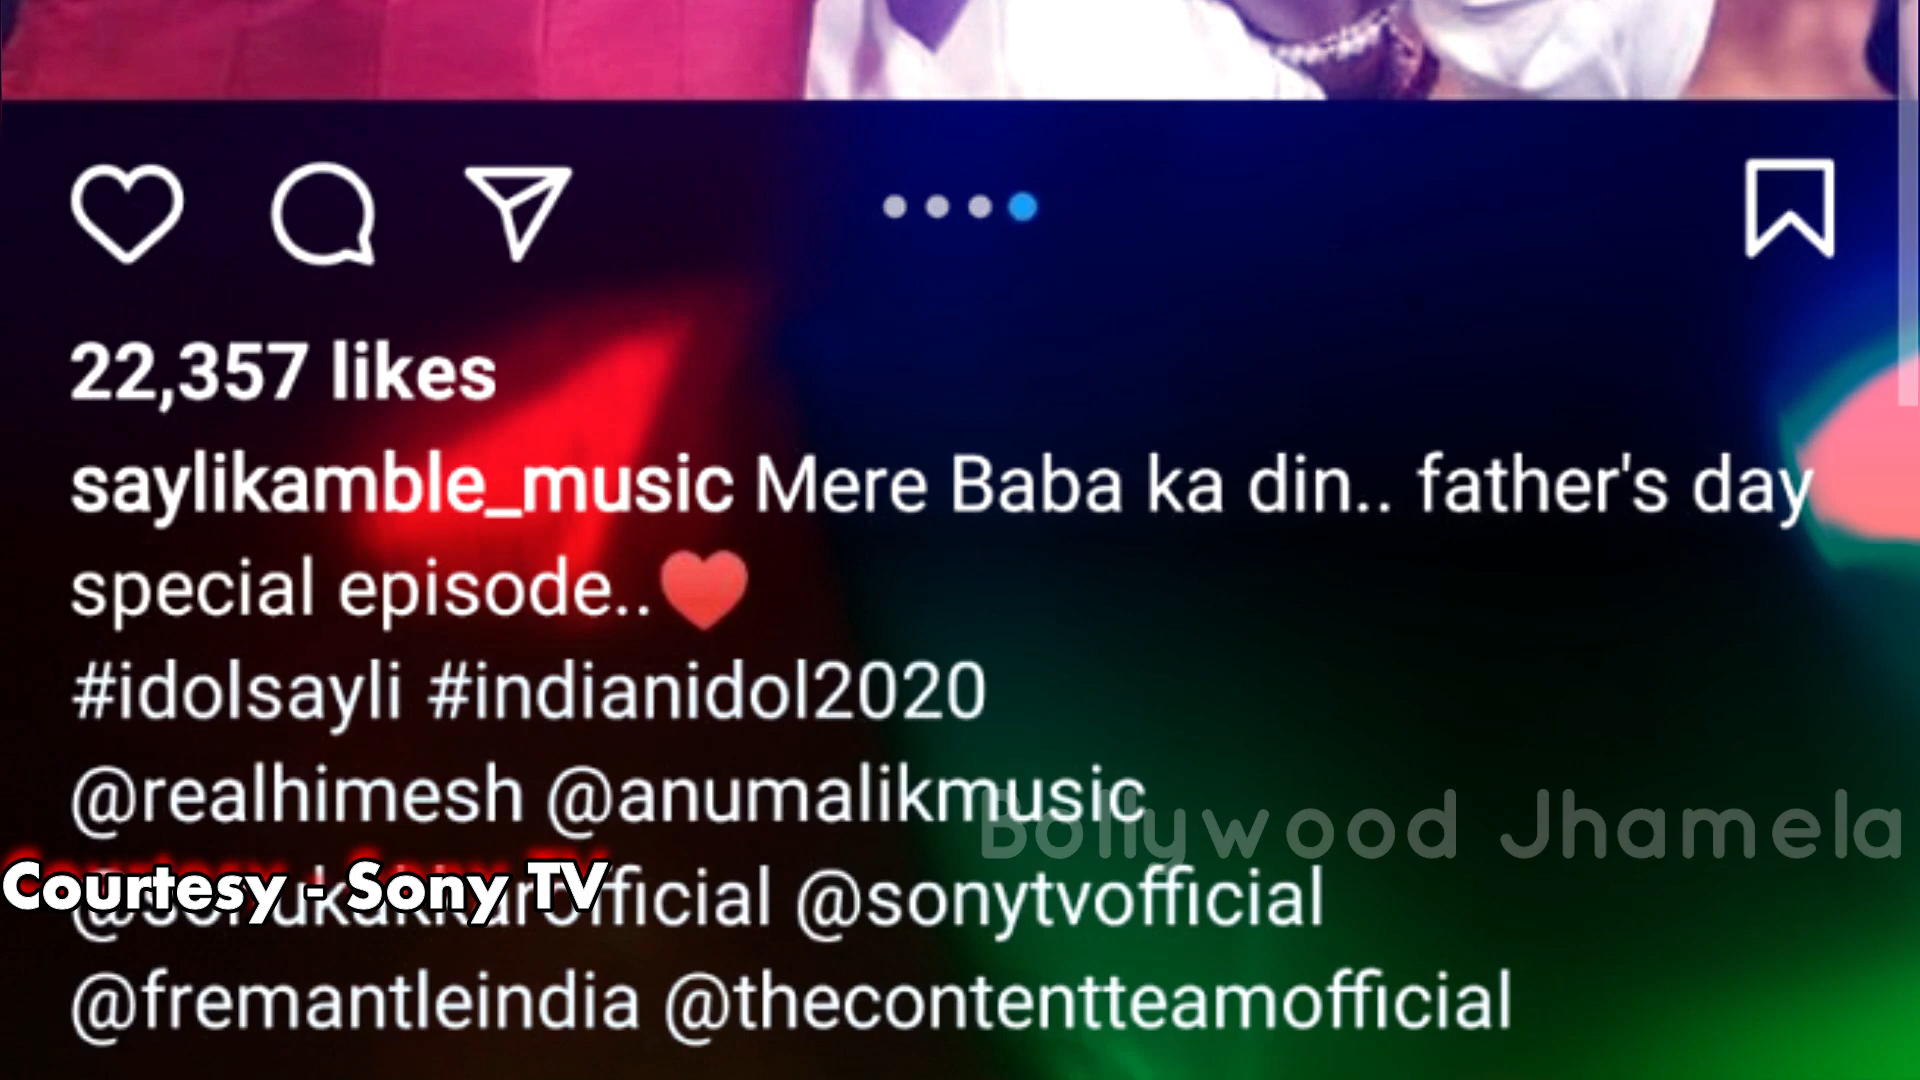 22,357 likes
saylikamble_music Mere Baba ka din.. father's day
special episode..❤️
#idolsayli #indianidol2020
@realhimesh @anumalikmusic
Bollywood Jhamela
Courtesy - Sony TV
@sonytvofficial
@fremantleindia @thecontentteamofficial